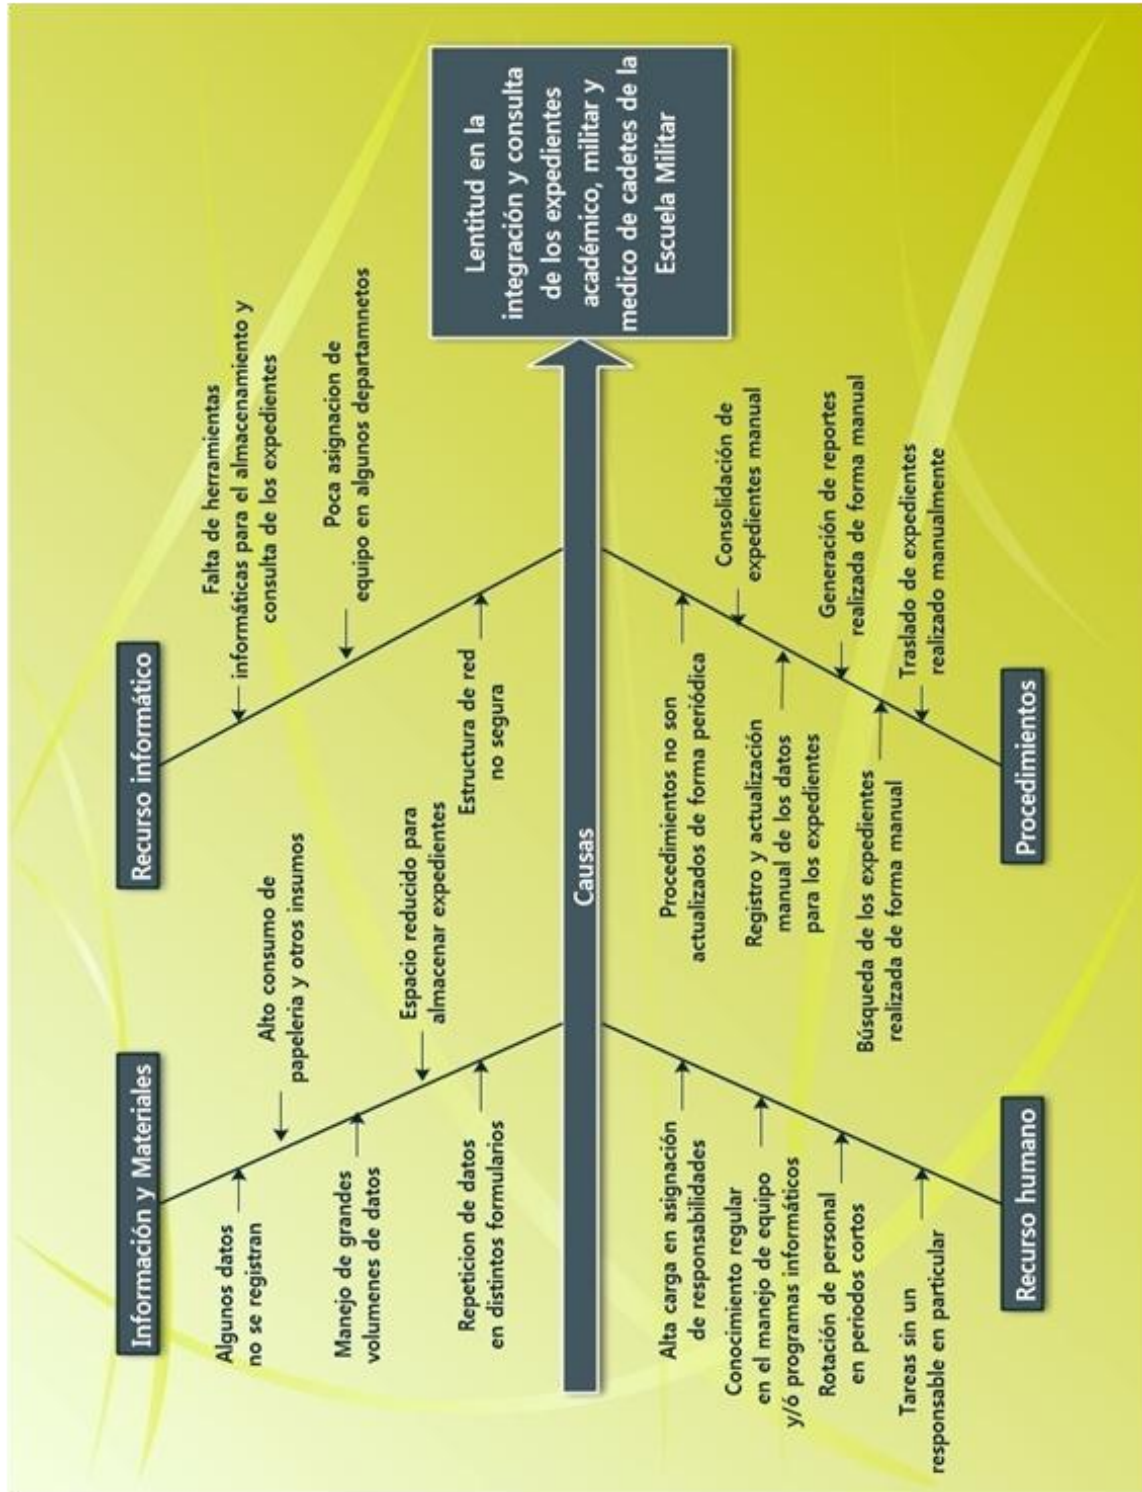 Información y Materiales
Recurso informático
Algunos datos
no se registran
Alto consumo de
papeleria y otros insumos
Manejo de grandes
volumenes de datos
Espacio reducido para
almacenar expedientes
Repeticion de datos
en distintos formularios
Falta de herramientas
informáticas para el almacenamiento y
consulta de los expedientes
Poca asignacion de
equipo en algunos departamnetos
Estructura de red
no segura
Causas
Lentitud en la
integración y consulta
de los expedientes
académico, militar y
medico de cadetes de la
Escuela Militar
Alta carga en asignación
de responsabilidades
Conocimiento regular
en el manejo de equipo
y/ó programas informáticos
Rotación de personal
en periodos cortos
Tareas sin un
responsable en particular
Procedimientos no son
actualizados de forma periódica
Consolidación de
expedientes manual
Registro y actualización
manual de los datos
para los expedientes
Generación de reportes
realizada de forma manual
Búsqueda de los expedientes
realizada de forma manual
Traslado de expedientes
realizado manualmente
Recurso humano
Procedimientos